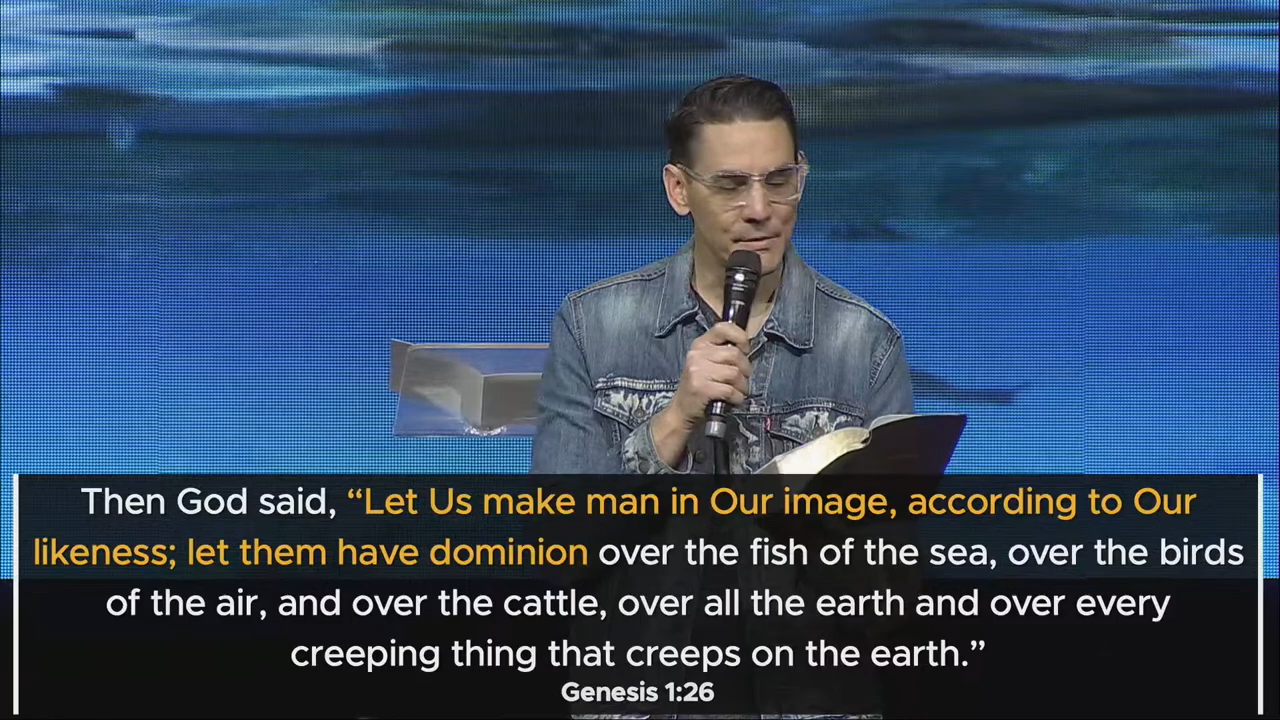 Then God said, “Let Us make man in Our image, according to Our
likeness; let them have dominion over the fish of the sea, over the birds
of the air, and over the cattle, over all the earth and over every
creeping thing that creeps on the earth.”
Genesis 1:26